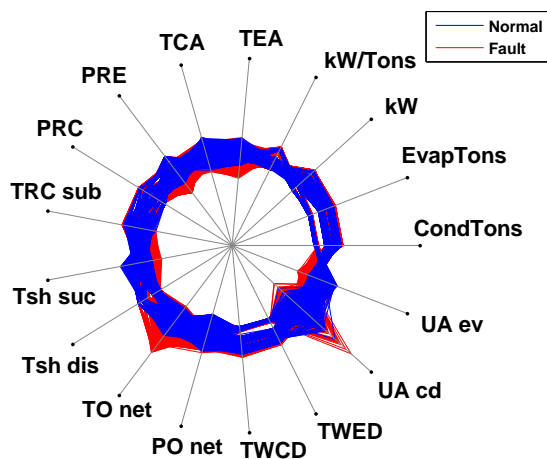 Normal
Fault
TCA
TEA
kW/Tons
PRE
kW
PRC
EvapTons
TRC sub
CondTons
Tsh suc
UA ev
Tsh dis
UA cd
TO net
TWED
PO net
TWCD